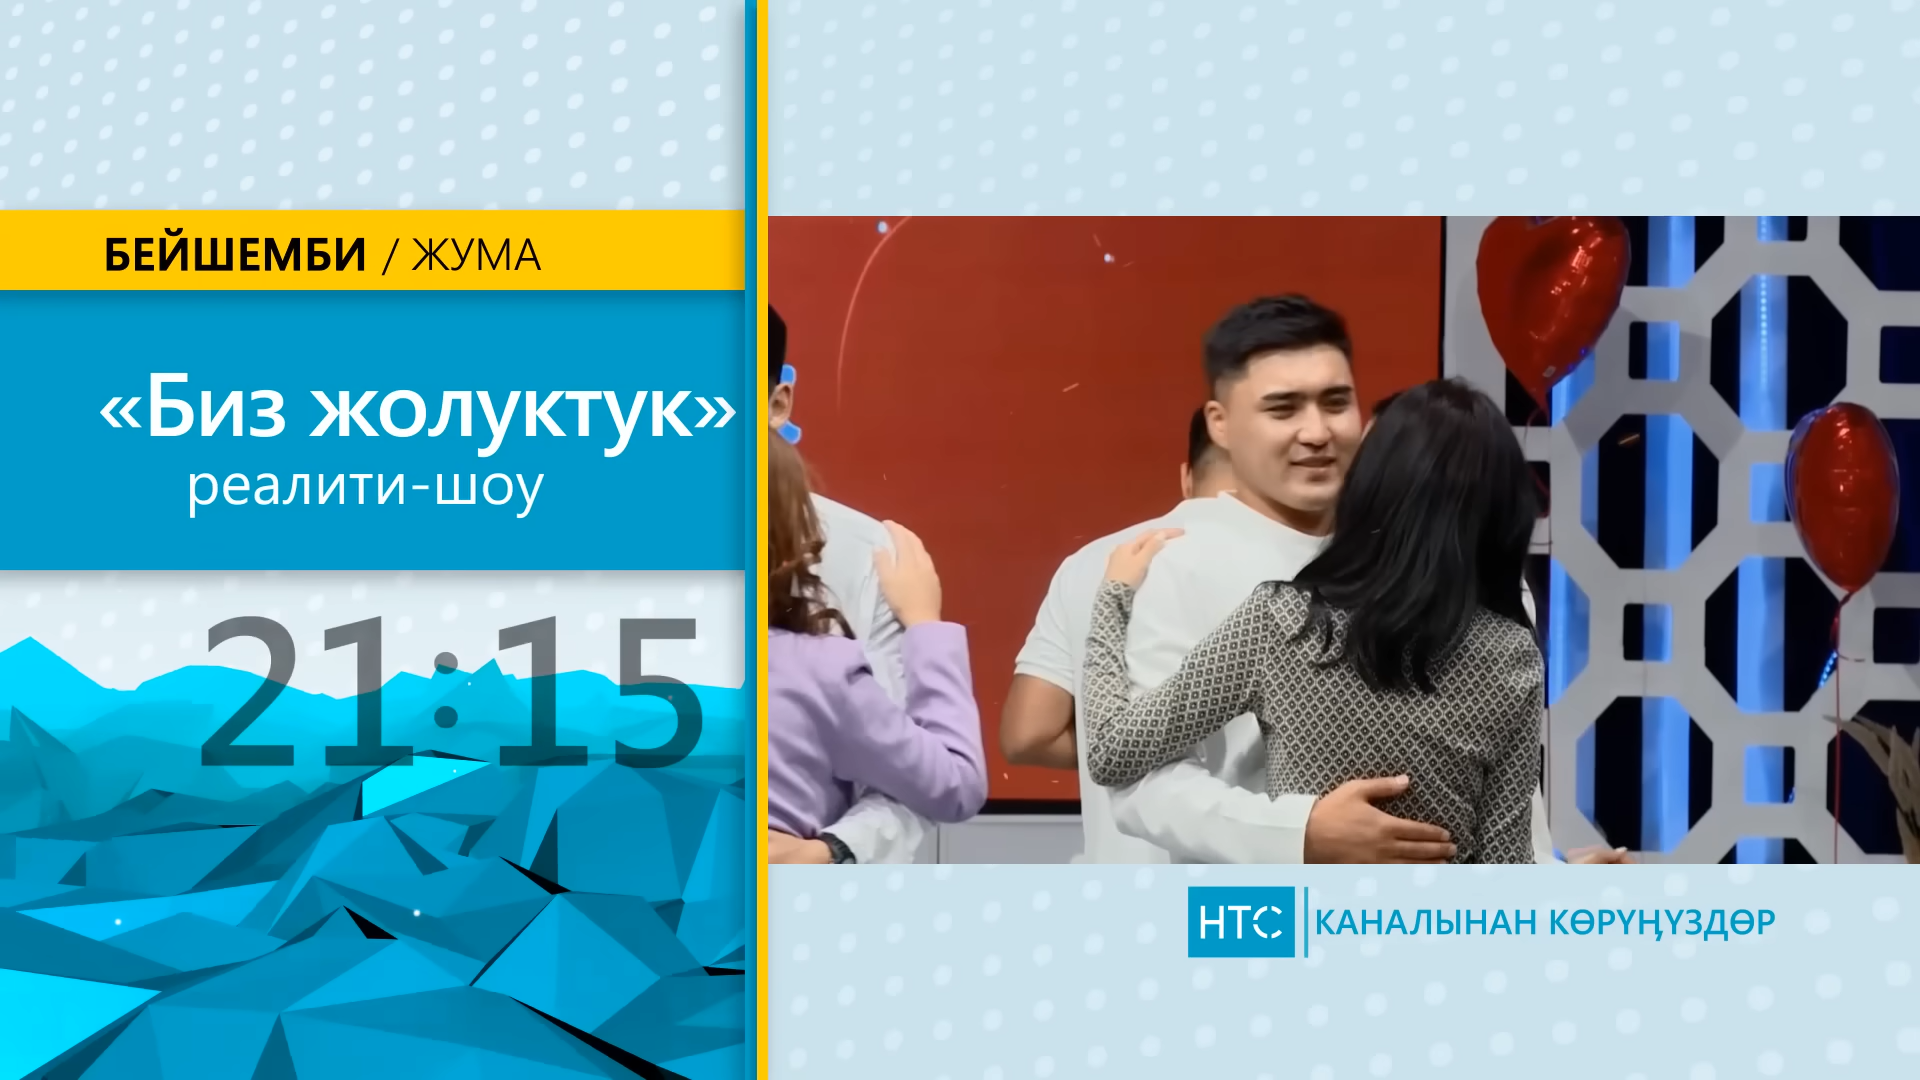 БЕЙШЕМБИ / ЖУМА
«Биз жолуктук»
реалити-шоу
21:15
НТС КАНАЛЫНАН КӨРҮҢҮЗДӨР